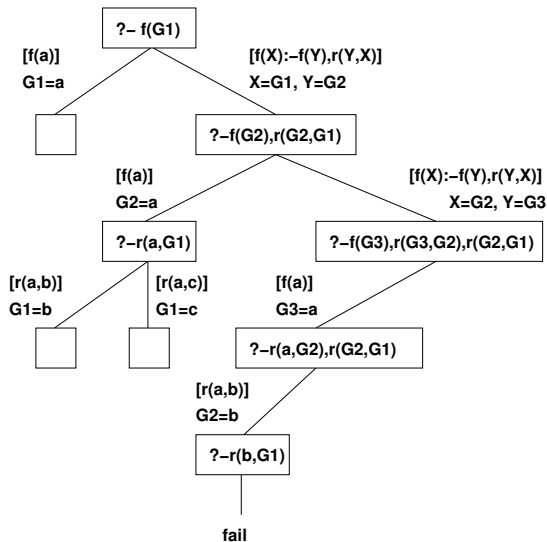 ?– f(G1)
[f(a)]
G1=a
[f(X):–f(Y),r(Y,X)]
X=G1, Y=G2
?–f(G2),r(G2,G1)
[f(a)]
G2=a
[f(X):–f(Y),r(Y,X)]
X=G2, Y=G3
?–r(a,G1)
?–f(G3),r(G3,G2),r(G2,G1)
[r(a,b)]
G1=b
[r(a,c)]
G1=c
[f(a)]
G3=a
?–r(a,G2),r(G2,G1)
[r(a,b)]
G2=b
?–r(b,G1)
fail